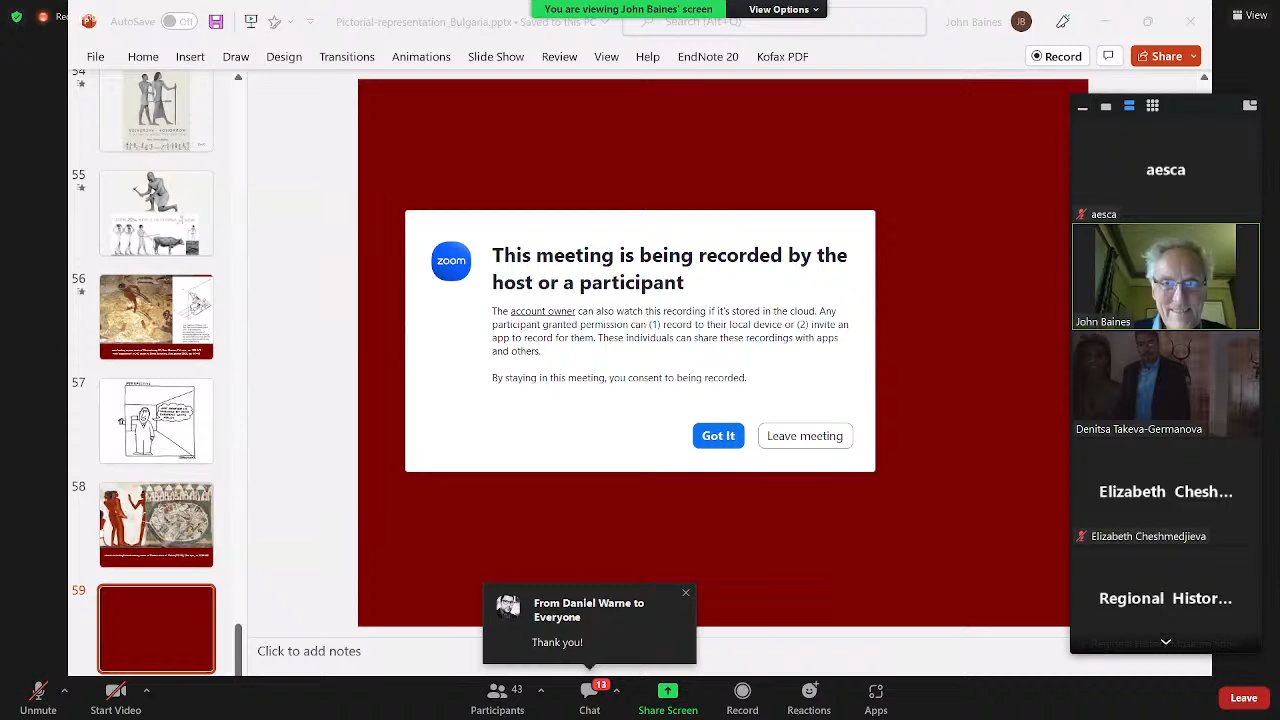 You are viewing John Baines' screen
View Options
View
AutoSave
Off
Pictorial-representation_Bulgaria.pptx • Saved to this PC
Search (Alt+Q)
John Baines
JB
File Home Insert Draw Design Transitions Animations Slide Show Review View Help EndNote 20 Kofax PDF
Record
Share
54
55
56
57
58
59
zoom
This meeting is being recorded by the
host or a participant
The account owner can also watch this recording if it's stored in the cloud. Any
participant granted permission can (1) record to their local device or (2) invite an
app to record for them. These individuals can share these recordings with apps
and others.
By staying in this meeting, you consent to being recorded.
Got It
Leave meeting
aesca
aesca
John Baines
Denitsa Takeva-Germanova
Elizabeth Chesh...
Elizabeth Cheshmedjieva
Regional Histor...
From Daniel Warne to
Everyone
Thank you!
Click to add notes
Unmute
Start Video
43
Participants
13
Chat
Share Screen
Record
Reactions
Apps
Leave